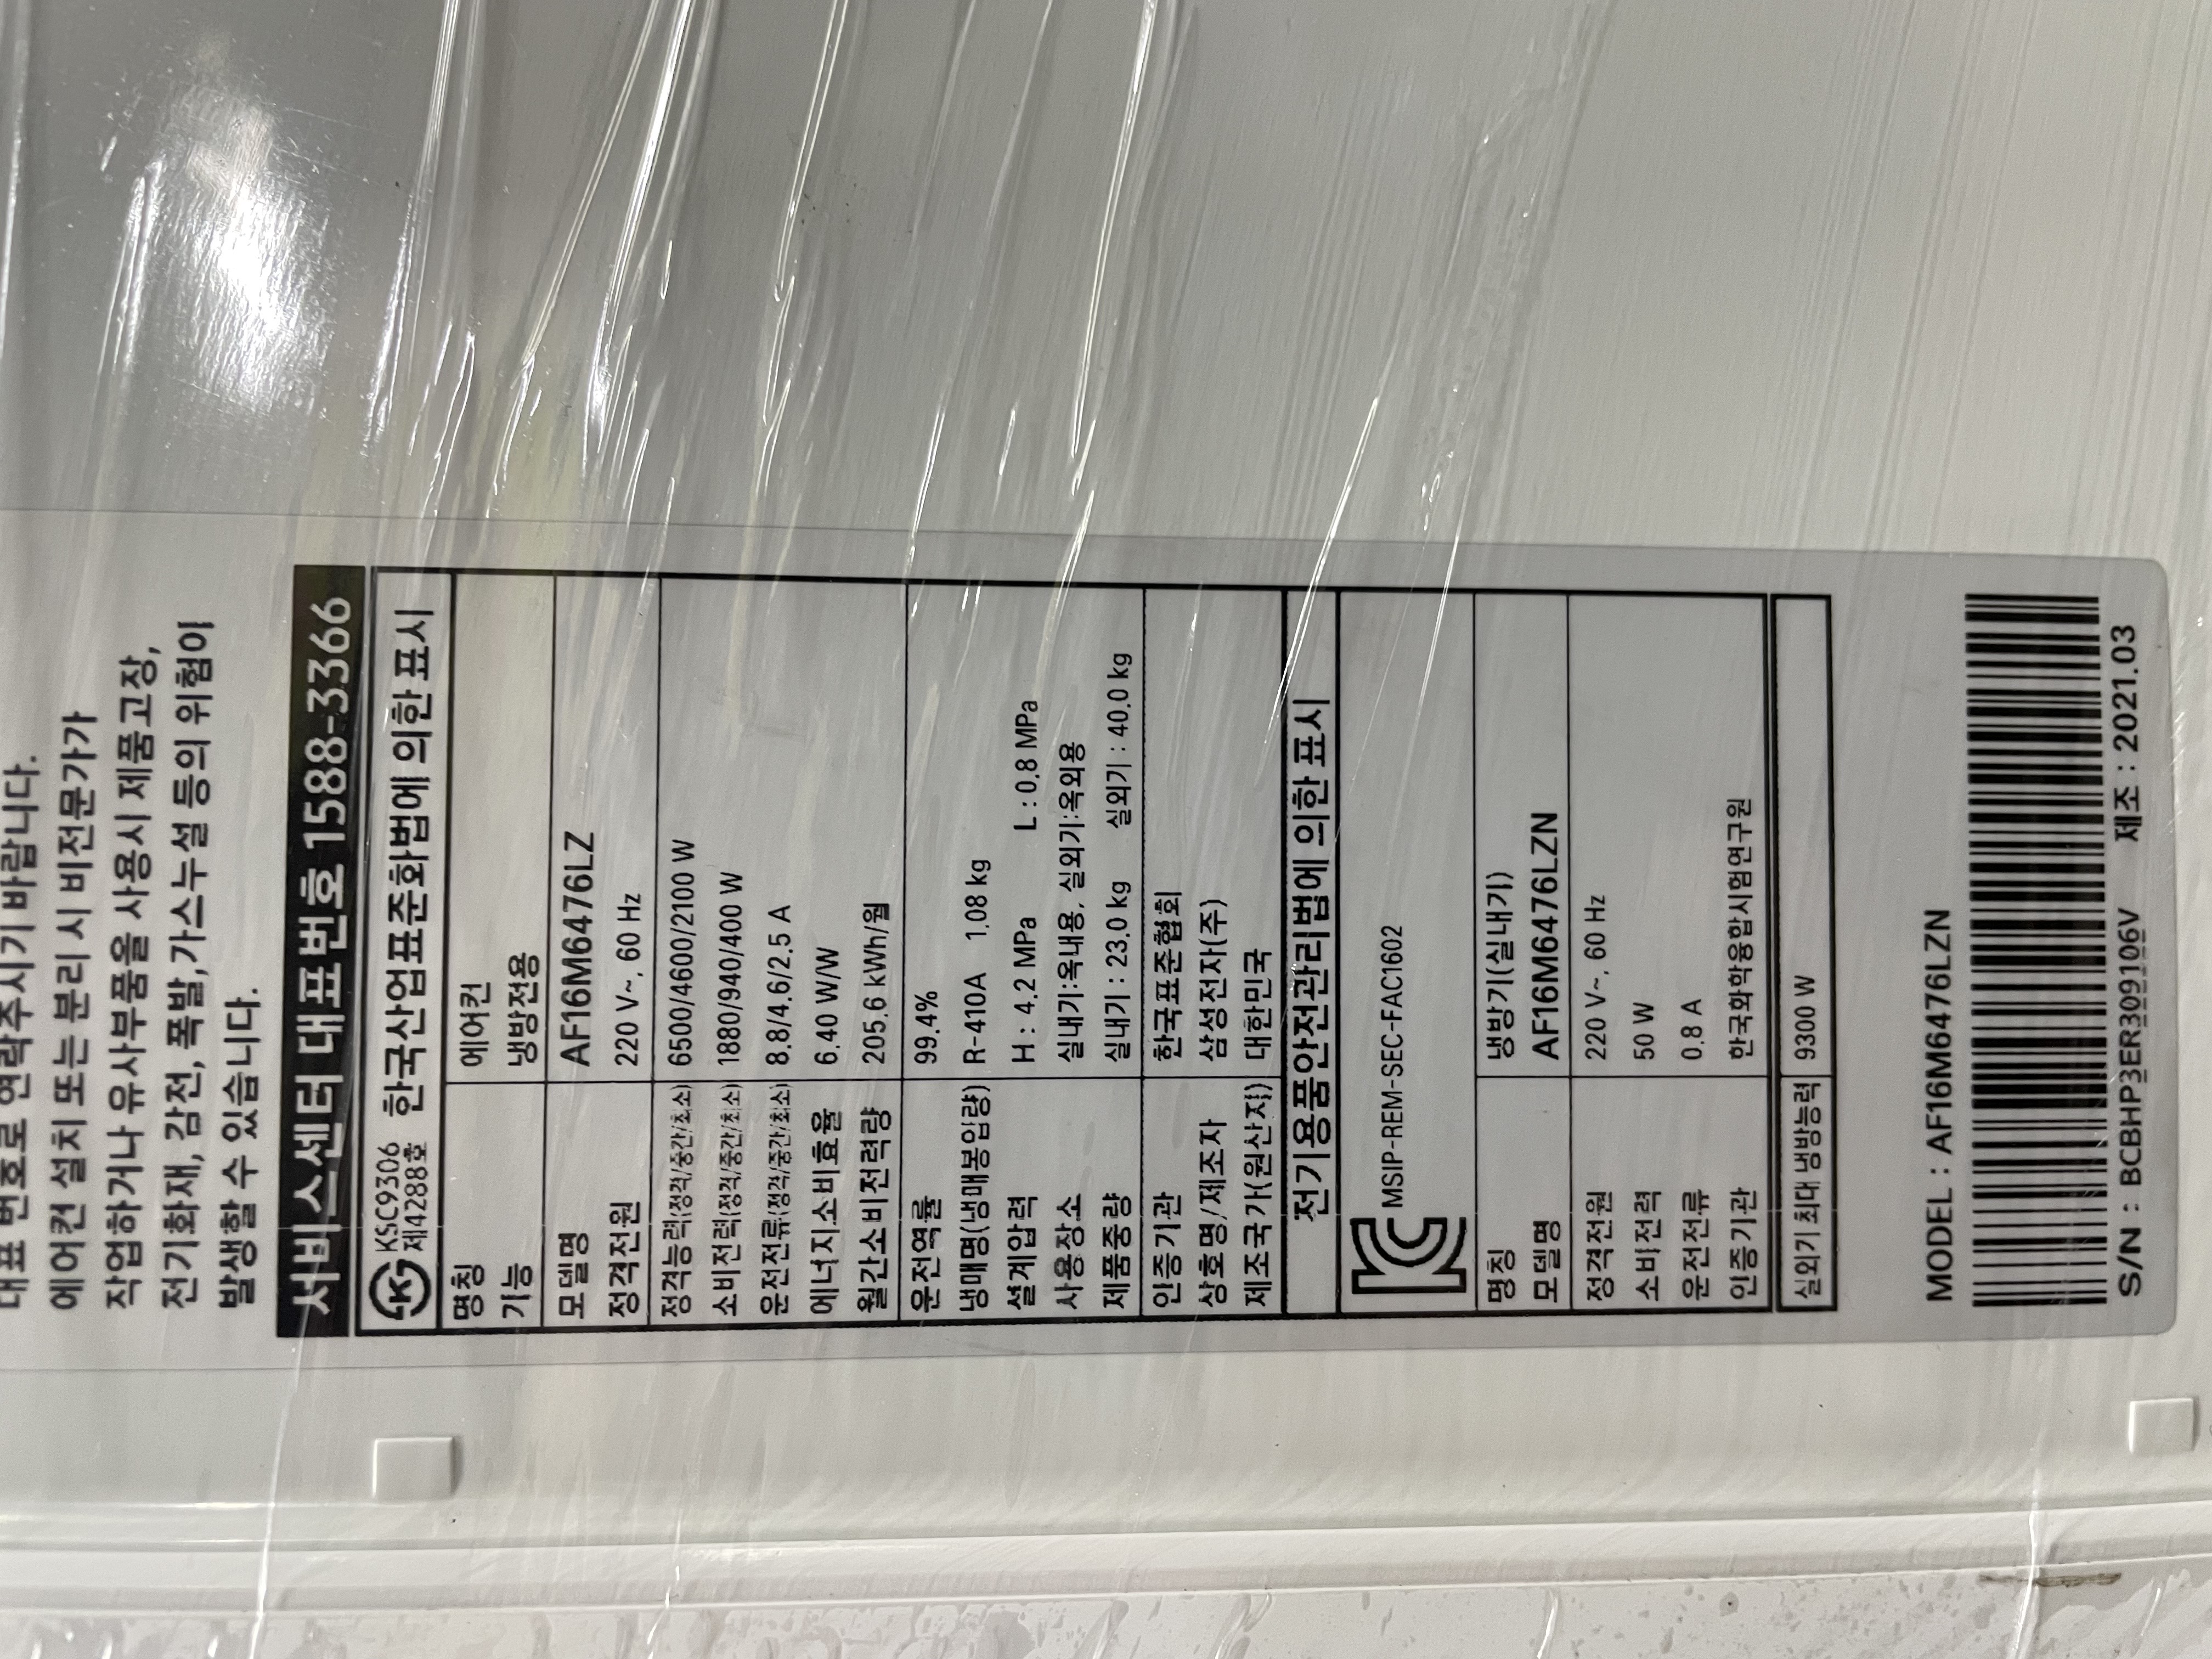 대표 번호로 연락주시기 바랍니다.
에어컨 설치 또는 분리 시 비전문가가
작업하거나 유사부품을 사용시 제품고장,
전기화재, 감전, 폭발,가스누설 등의 위험이
발생할 수 있습니다.
서비스센터 대표번호 1588-3366
KSC9306
제4288호 한국산업표준화법에 의한 표시
명칭 에어컨
기능 냉방전용
모델명 AF16M6476LZ
정격전원 220 V~, 60 Hz
정격능력(정격/중간/최소) 6500/4600/2100 W
소비전력(정격/중간/최소) 1880/940/400 W
운전전류(정격/중간/최소) 8.8/4.6/2.5 A
에너지소비효율 6.40 W/W
월간소비전력량 205.6 kWh/월
운전역률 99.4%
냉매명(냉매봉입량) R-410A 1.08 kg
설계압력 H : 4.2 MPa L : 0.8 MPa
사용장소 실내기:옥내용, 실외기:옥외용
제품중량 실내기 : 23.0 kg 실외기 : 40.0 kg
인증기관 한국표준협회
상호명/제조자 삼성전자(주)
제조국가(원산지) 대한민국
전기용품안전관리법에 의한 표시
MSIP-REM-SEC-FAC1602
명칭 냉방기(실내기)
모델명 AF16M6476LZN
정격전원 220 V~, 60 Hz
소비전력 50 W
운전전류 0.8 A
인증기관 한국화학융합시험연구원
실외기 최대 냉방능력 9300 W
MODEL : AF16M6476LZN
S/N : BCBHP3ER309106V 제조 : 2021.03